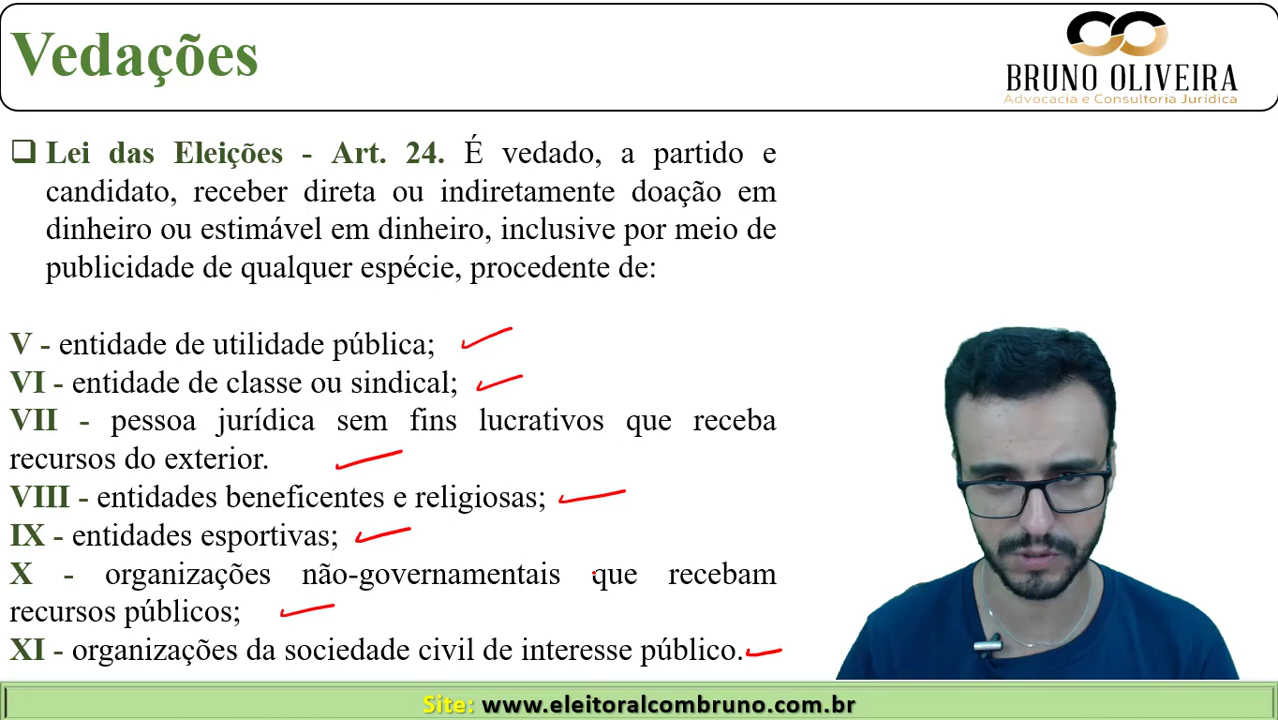 Vedações
BRUNO OLIVEIRA
Advocacia e Consultoria Jurídica
Lei das Eleições - Art. 24. É vedado, a partido e
candidato, receber direta ou indiretamente doação em
dinheiro ou estimável em dinheiro, inclusive por meio de
publicidade de qualquer espécie, procedente de:
V - entidade de utilidade pública;
VI - entidade de classe ou sindical;
VII - pessoa jurídica sem fins lucrativos que receba
recursos do exterior.
VIII - entidades beneficentes e religiosas;
IX - entidades esportivas;
X - organizações não-governamentais que recebam
recursos públicos;
XI - organizações da sociedade civil de interesse público.
Site: www.eleitoralcombruno.com.br